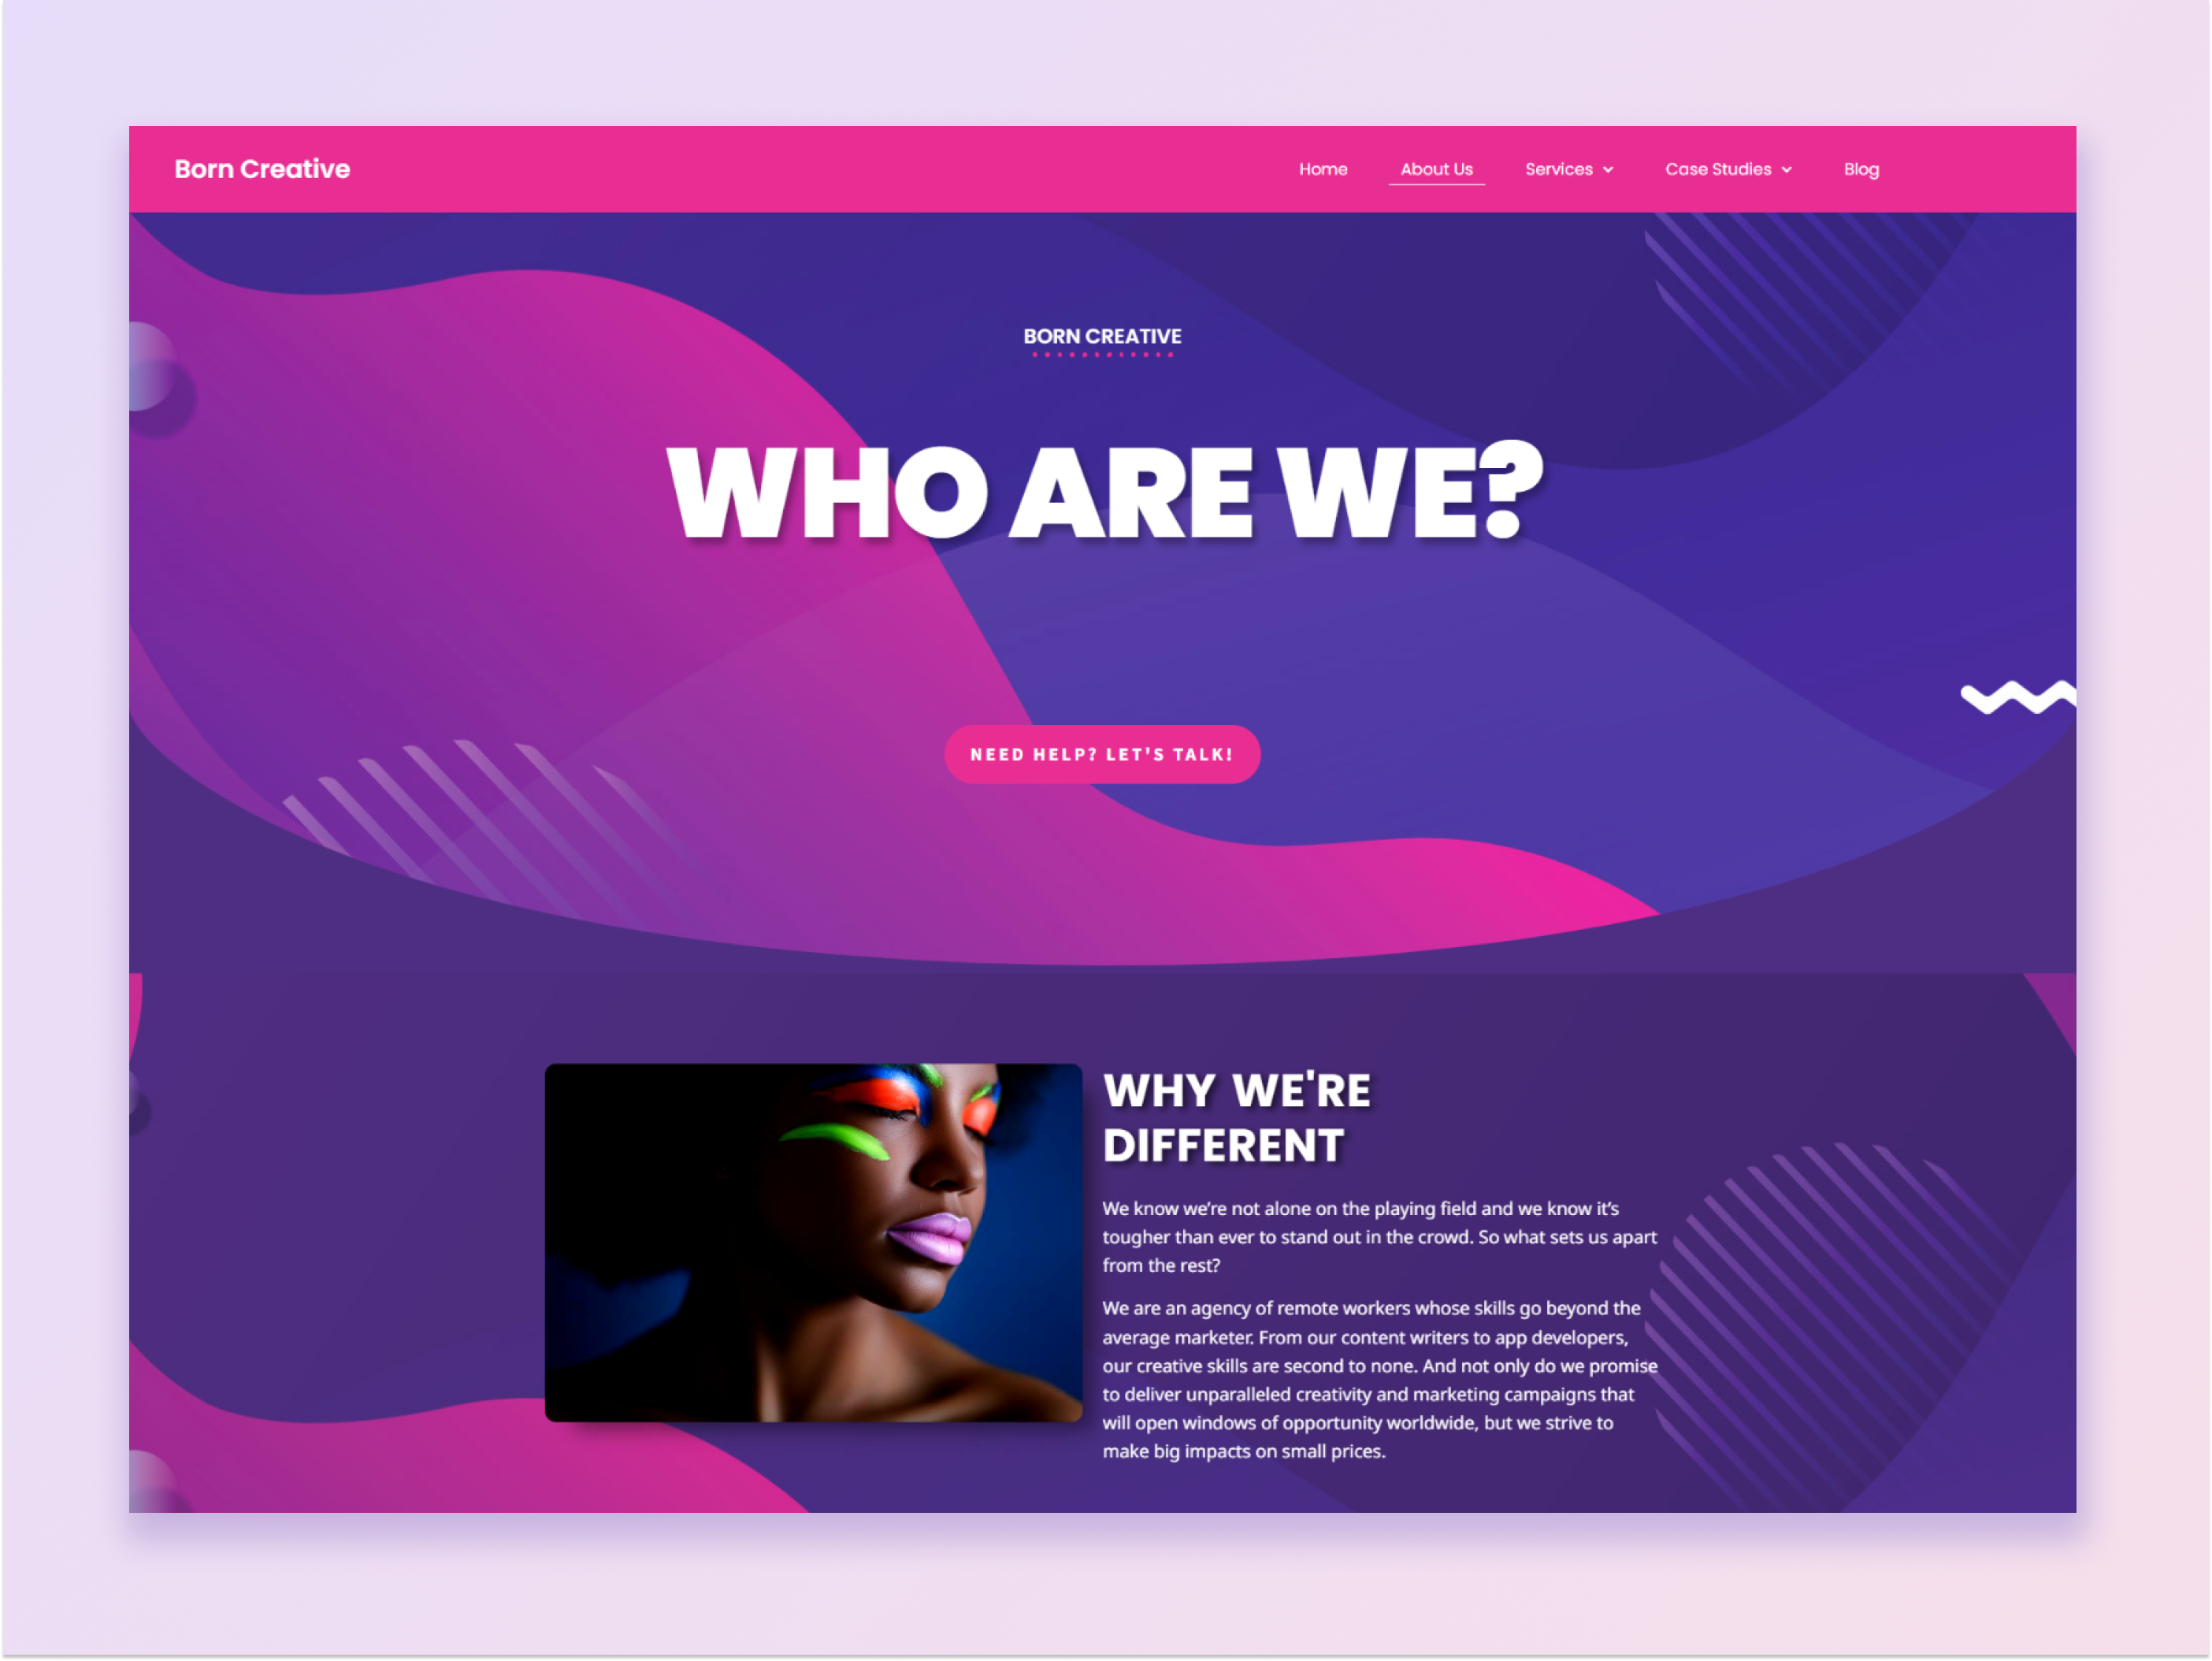 Born Creative
Home About Us Services Case Studies Blog
BORN CREATIVE
WHO ARE WE?
NEED HELP? LET'S TALK!
WHY WE'RE
DIFFERENT
We know we’re not alone on the playing field and we know it’s
tougher than ever to stand out in the crowd. So what sets us apart
from the rest?
We are an agency of remote workers whose skills go beyond the
average marketer. From our content writers to app developers,
our creative skills are second to none. And not only do we promise
to deliver unparalleled creativity and marketing campaigns that
will open windows of opportunity worldwide, but we strive to
make big impacts on small prices.